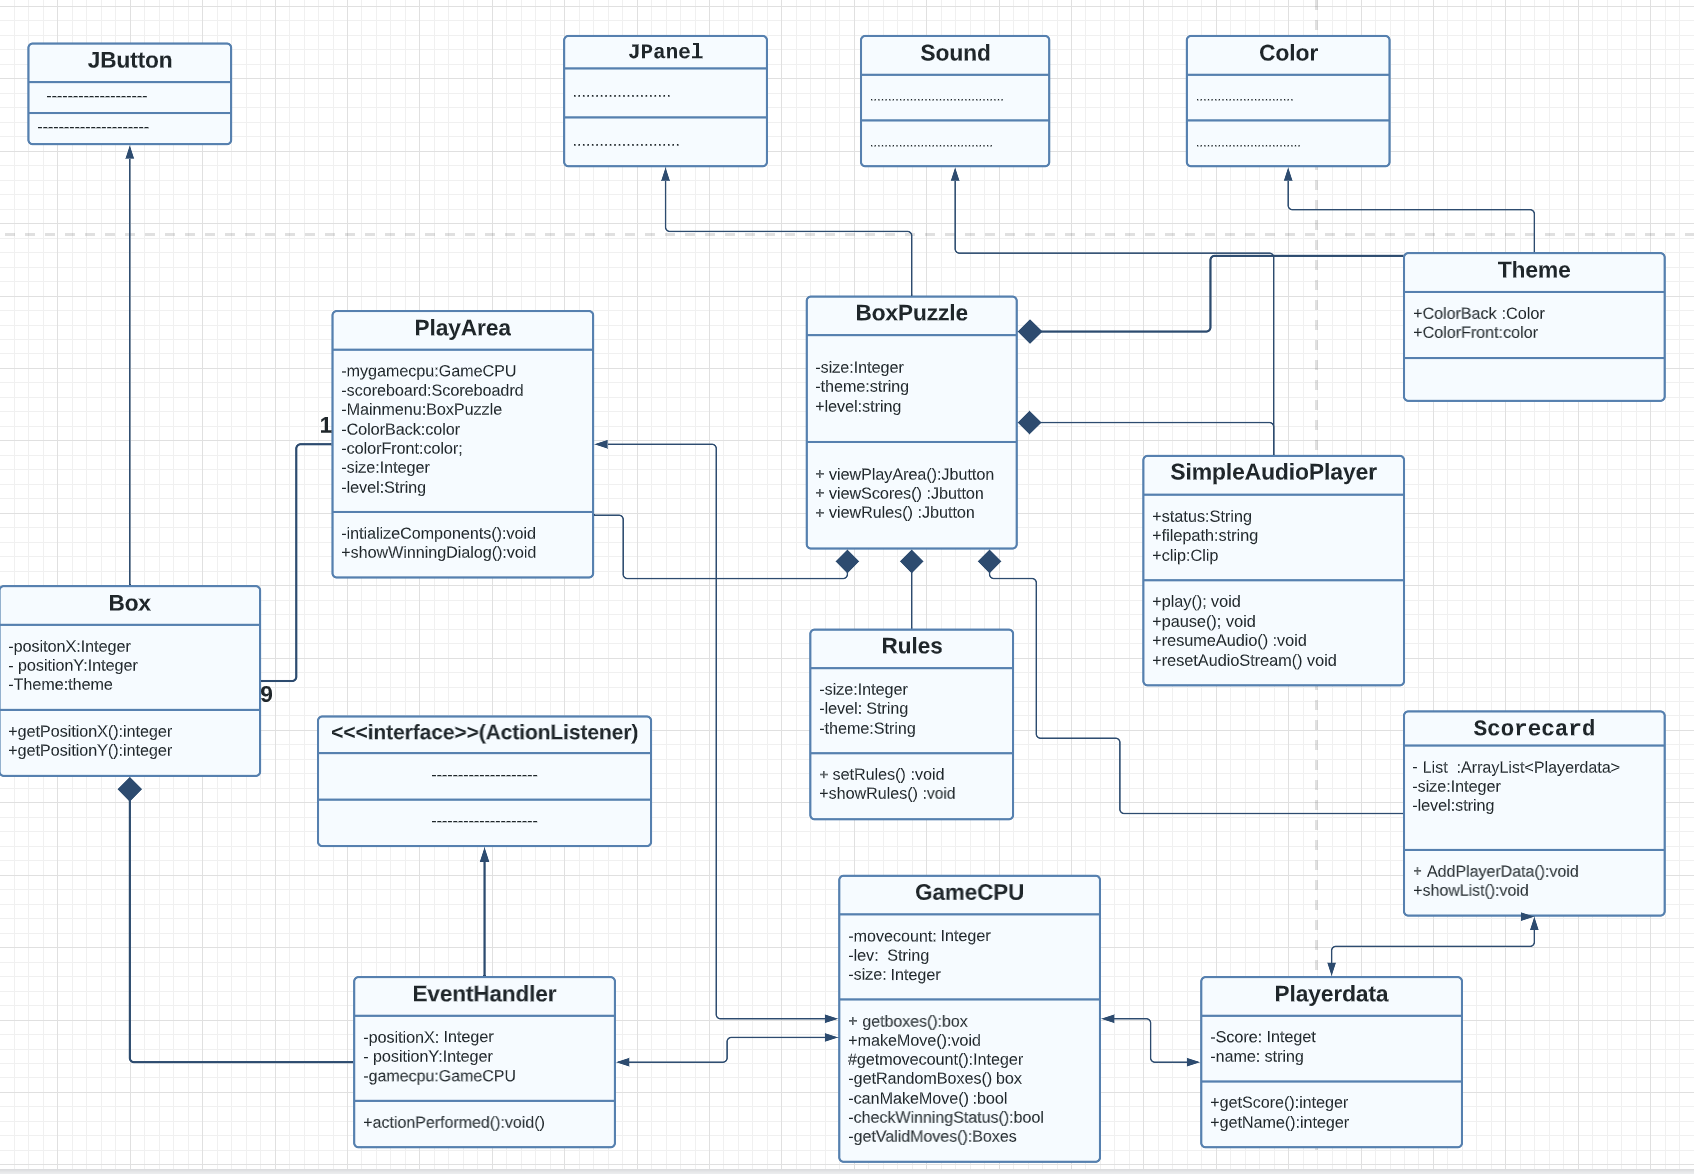 JButton
-------------------
---------------------
JPanel
......................
........................
Sound
.....................................
..................................
Color
...........................
.............................
Theme
+ColorBack :Color
+ColorFront:color
BoxPuzzle
-size:Integer
-theme:string
+level:string
+ viewPlayArea():Jbutton
+ viewScores() :Jbutton
+ viewRules() :Jbutton
PlayArea
-mygamecpu:GameCPU
-scoreboard:Scoreboadrd
-Mainmenu:BoxPuzzle
-ColorBack:color
-colorFront:color;
-size:Integer
-level:String
-intializeComponents():void
+showWinningDialog():void
1
9
SimpleAudioPlayer
+status:String
+filepath:string
+clip:Clip
+play(); void
+pause(); void
+resumeAudio() :void
+resetAudioStream() void
Box
-positonX:Integer
- positionY:Integer
-Theme:theme
+getPositionX():integer
+getPositionY():integer
Rules
-size:Integer
-level: String
-theme:String
+ setRules() :void
+showRules() :void
<<<interface>>(ActionListener)
--------------------
--------------------
Scorecard
- List  :ArrayList<Playerdata>
-size:Integer
-level:string
+ AddPlayerData():void
+showList():void
GameCPU
-movecount: Integer
-lev:  String
-size: Integer
+ getboxes():box
+makeMove():void
#getmovecount():Integer
-getRandomBoxes() box
-canMakeMove() :bool
-checkWinningStatus():bool
-getValidMoves():Boxes
EventHandler
-positionX: Integer
- positionY:Integer
-gamecpu:GameCPU
+actionPerformed():void()
Playerdata
-Score: Integet
-name: string
+getScore():integer
+getName():integer